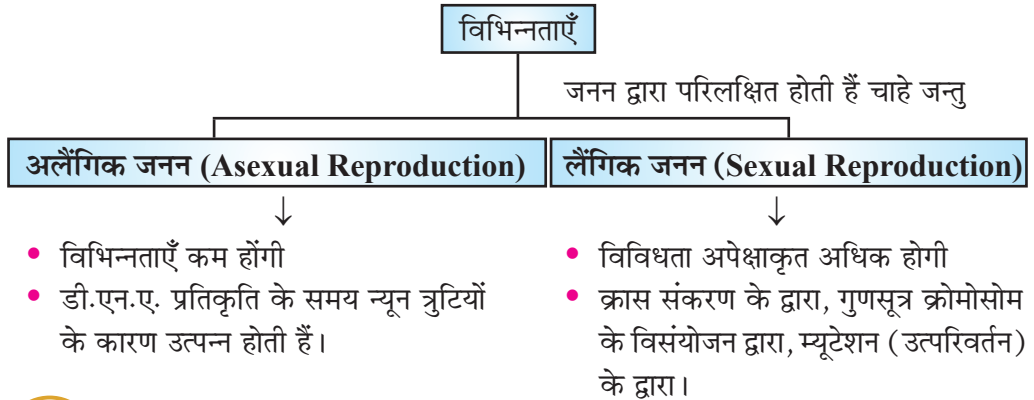 विभिन्नताएँ
जनन द्वारा परिलक्षित होती हैं चाहे जन्तु
अलैंगिक जनन (Asexual Reproduction)
↓
• विभिन्नताएँ कम होंगी
• डी.एन.ए. प्रतिकृति के समय न्यून त्रुटियों
के कारण उत्पन्न होती हैं।
लैंगिक जनन (Sexual Reproduction)
↓
• विविधता अपेक्षाकृत अधिक होगी
• क्रास संकरण के द्वारा, गुणसूत्र क्रोमोसोम
के विसंयोजन द्वारा, म्यूटेशन (उत्परिवर्तन)
के द्वारा।